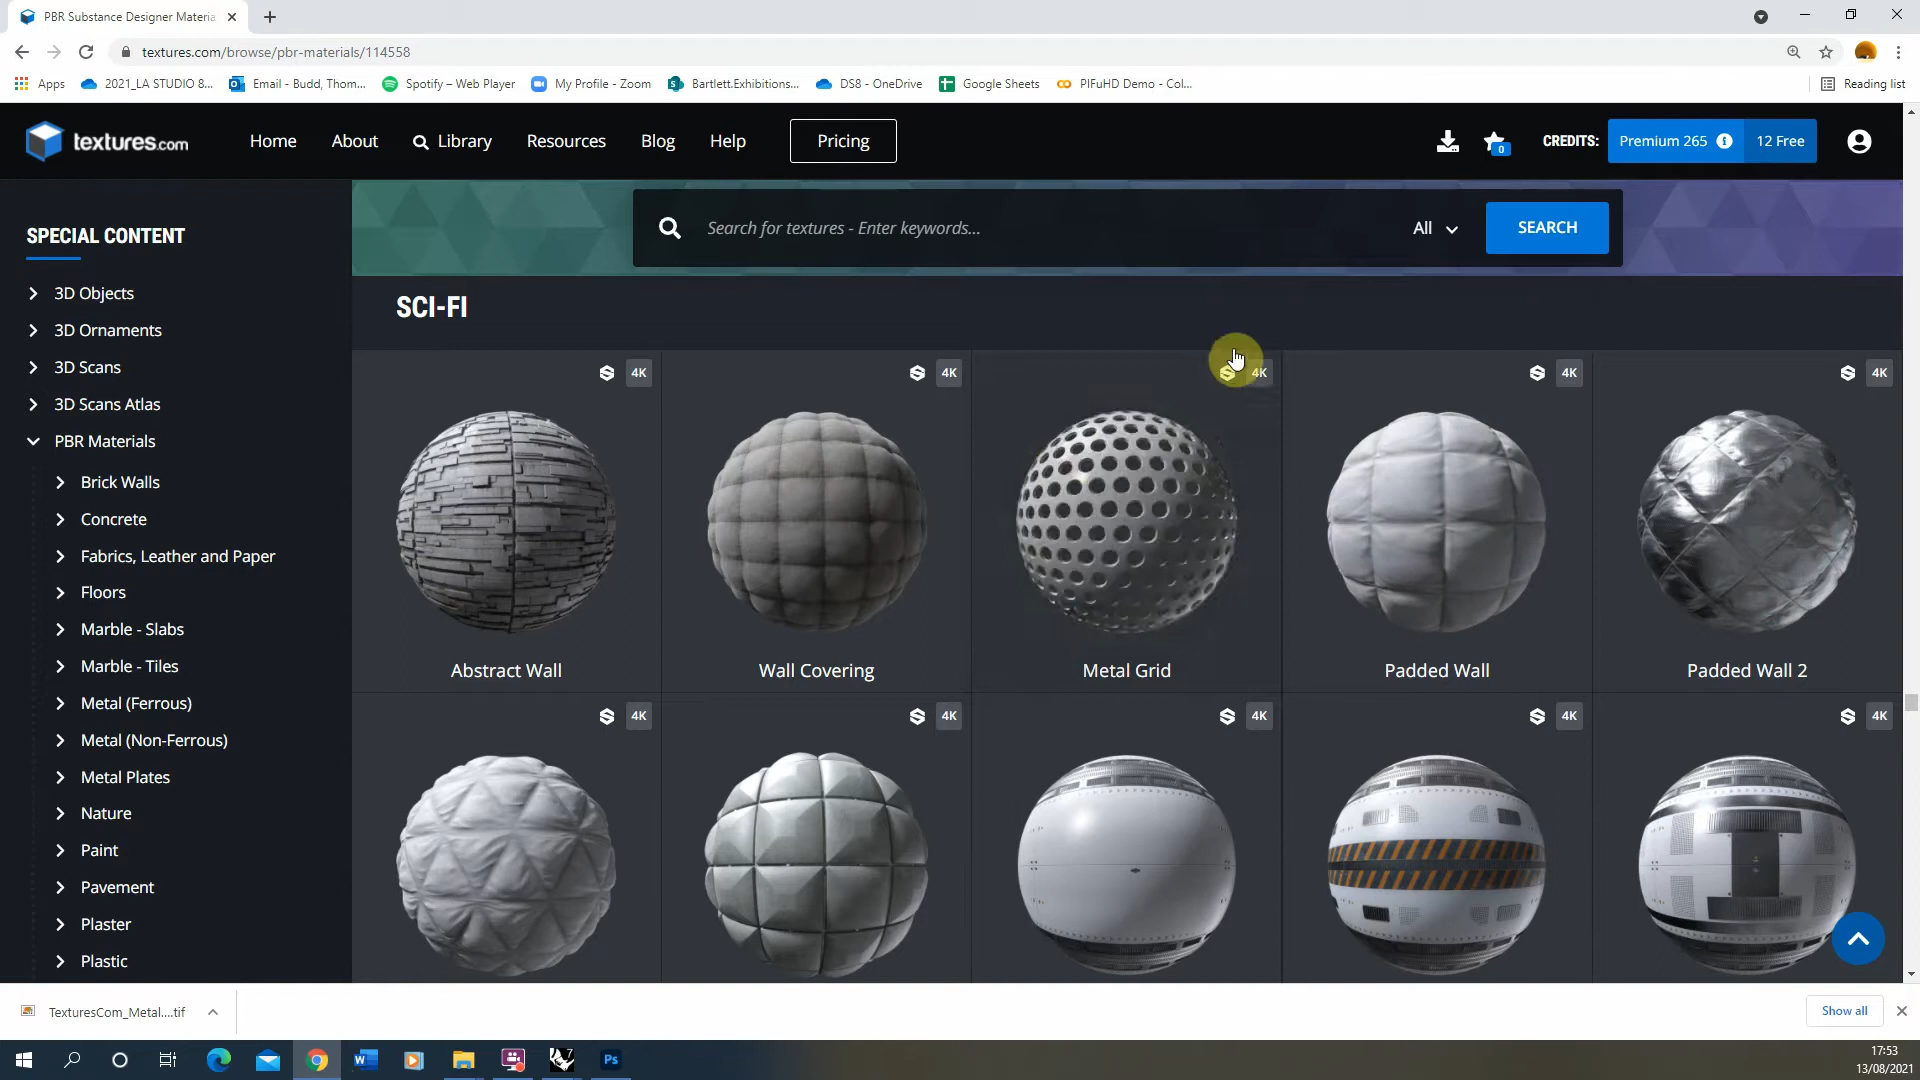 PBR Substance Designer Materia
textures.com/browse/pbr-materials/114558
Apps
2021_LA STUDIO 8...
Email - Budd, Thom...
Spotify – Web Player
My Profile - Zoom
Bartlett.Exhibitions...
DS8 - OneDrive
Google Sheets
PIFuHD Demo - Col...
Reading list
textures.com
Home
About
Library
Resources
Blog
Help
Pricing
0
CREDITS:
Premium 265
12 Free
SPECIAL CONTENT
3D Objects
3D Ornaments
3D Scans
3D Scans Atlas
PBR Materials
Brick Walls
Concrete
Fabrics, Leather and Paper
Floors
Marble - Slabs
Marble - Tiles
Metal (Ferrous)
Metal (Non-Ferrous)
Metal Plates
Nature
Paint
Pavement
Plaster
Plastic
Search for textures - Enter keywords...
All
SEARCH
SCI-FI
4K
4K
4K
4K
4K
Abstract Wall
Wall Covering
Metal Grid
Padded Wall
Padded Wall 2
4K
4K
4K
4K
4K
TexturesCom_Metal....tif
Show all
Ps
17:53
13/08/2021